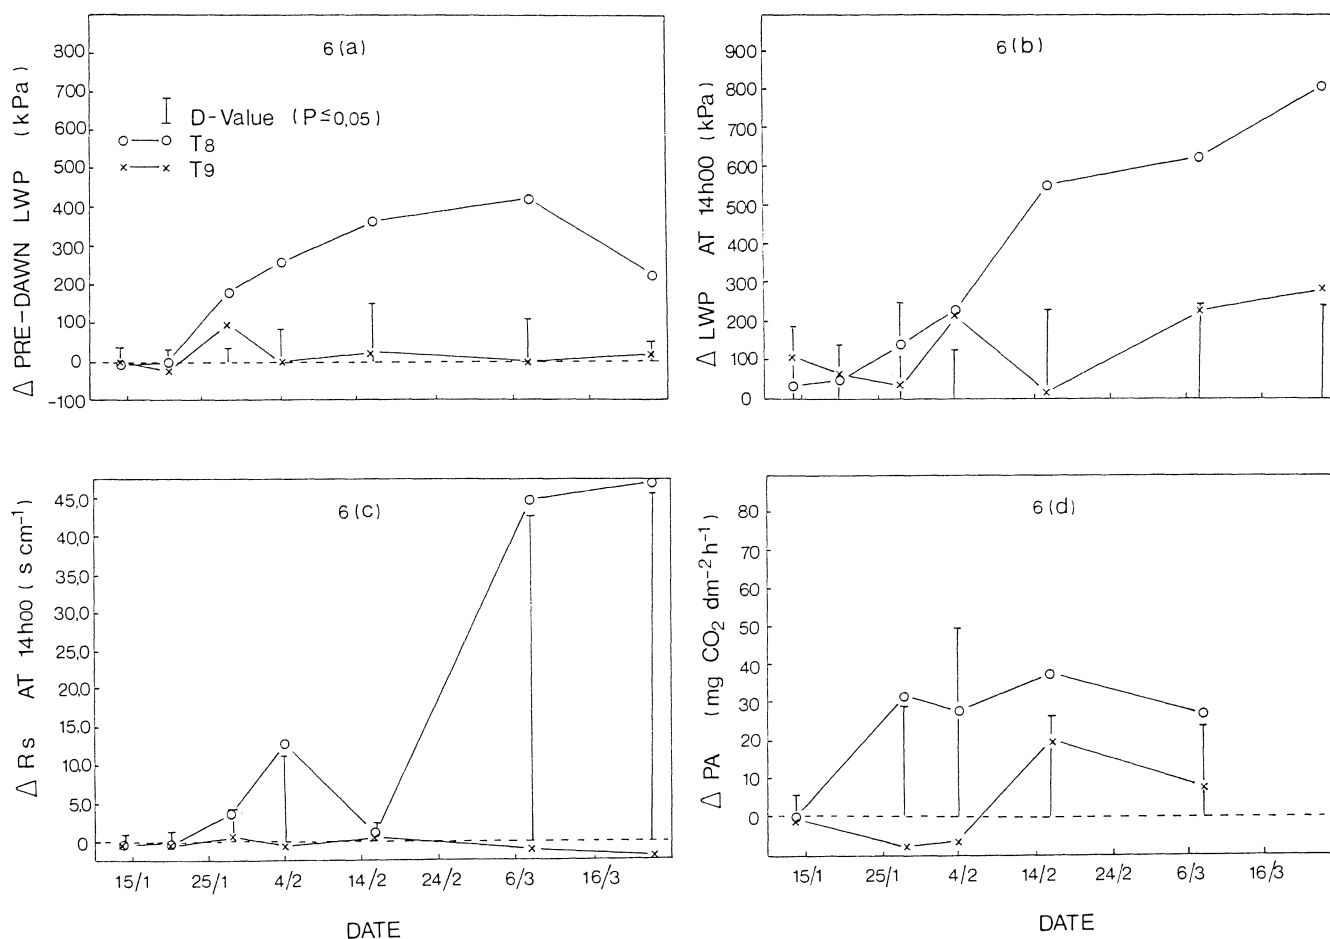 6(a)
Δ PRE-DAWN LWP (kPa)
800
700
600
500
400
300
200
100
0
-100
D-Value (P≤0,05)
T8
T9
6(b)
Δ LWP AT 14h00 (kPa)
900
800
700
600
500
400
300
200
100
0
6(c)
Δ Rs AT 14h00 (s cm⁻¹)
45,0
40,0
35,0
30,0
25,0
20,0
15,0
10,0
5,0
0
15/1 25/1 4/2 14/2 24/2 6/3 16/3
DATE
6(d)
Δ PA (mg CO₂ dm⁻²h⁻¹)
80
70
60
50
40
30
20
10
0
15/1 25/1 4/2 14/2 24/2 6/3 16/3
DATE